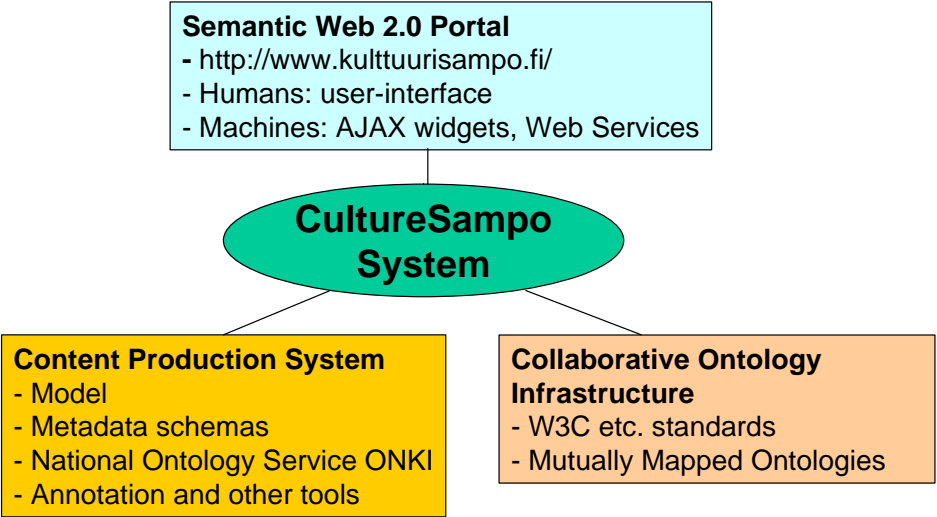 Semantic Web 2.0 Portal
- http://www.kulttuurisampo.fi/
- Humans: user-interface
- Machines: AJAX widgets, Web Services
CultureSampo
System
Content Production System
- Model
- Metadata schemas
- National Ontology Service ONKI
- Annotation and other tools
Collaborative Ontology
Infrastructure
- W3C etc. standards
- Mutually Mapped Ontologies